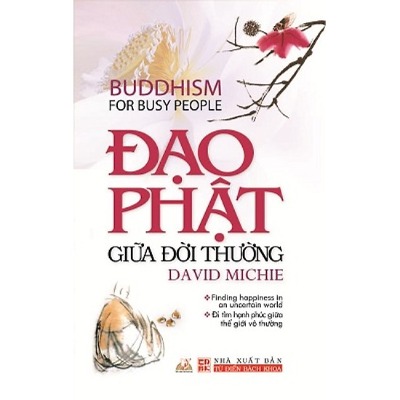 BUDDHISM
FOR BUSY PEOPLE
ĐẠO
PHẬT
GIỮA ĐỜI THƯỜNG
DAVID MICHIE
Finding happiness in
an uncertain world
Đi tìm hạnh phúc giữa
thế giới vô thường
NHÀ XUẤT BẢN
TỪ ĐIỂN BÁCH KHOA